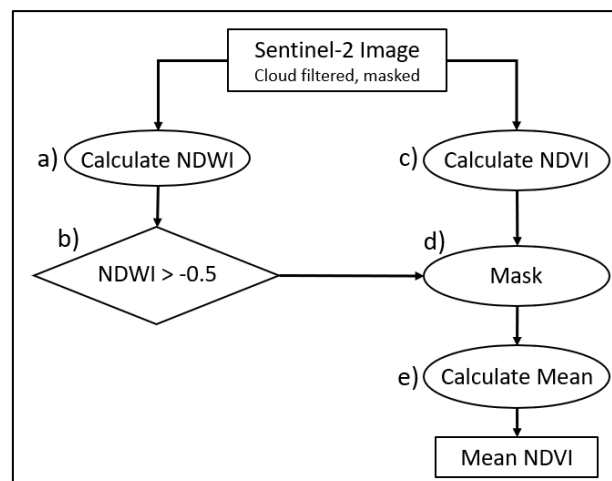 Sentinel-2 Image
Cloud filtered, masked
a) Calculate NDWI
c) Calculate NDVI
b)
NDWI > -0.5
d)
Mask
e) Calculate Mean
Mean NDVI